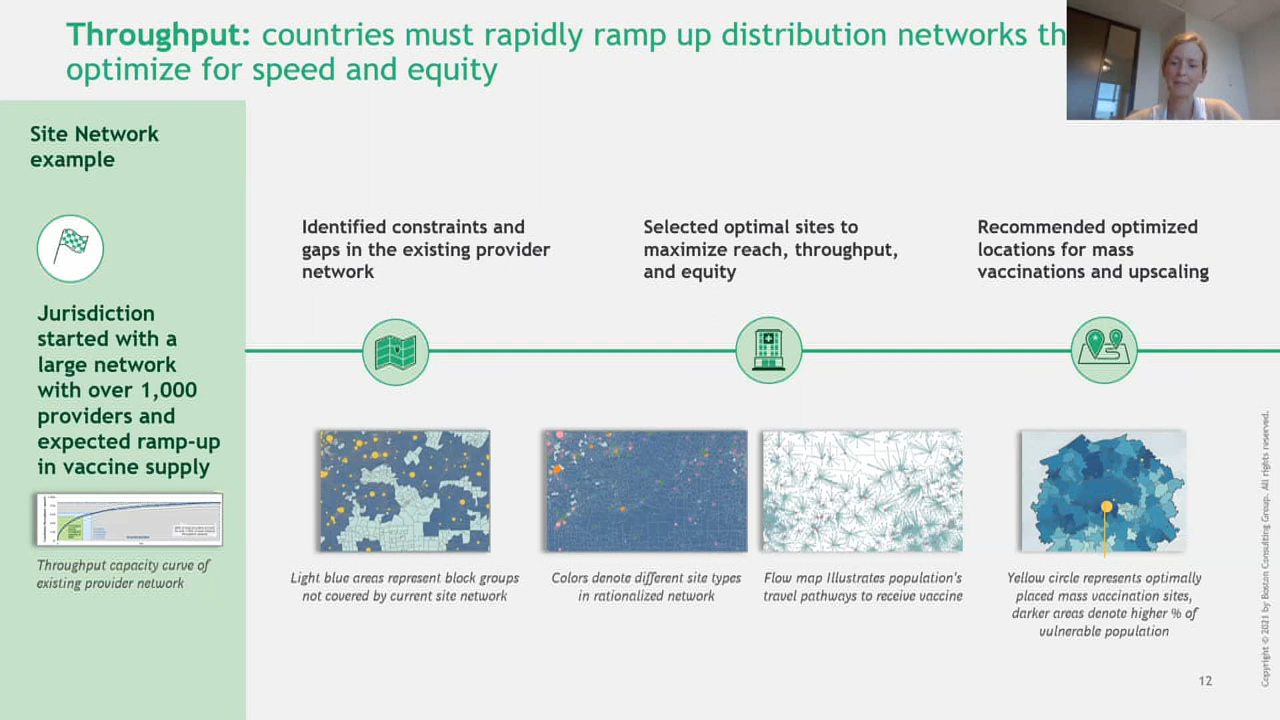 Throughput: countries must rapidly ramp up distribution networks th
optimize for speed and equity
Site Network
example
Jurisdiction
started with a
large network
with over 1,000
providers and
expected ramp-up
in vaccine supply
Throughput capacity curve of
existing provider network
Identified constraints and
gaps in the existing provider
network
Light blue areas represent block groups
not covered by current site network
Selected optimal sites to
maximize reach, throughput,
and equity
Colors denote different site types
in rationalized network
Flow map Illustrates population's
travel pathways to receive vaccine
Recommended optimized
locations for mass
vaccinations and upscaling
Yellow circle represents optimally
placed mass vaccination sites,
darker areas denote higher % of
vulnerable population
Copyright © 2021 by Boston Consulting Group. All rights reserved.
12